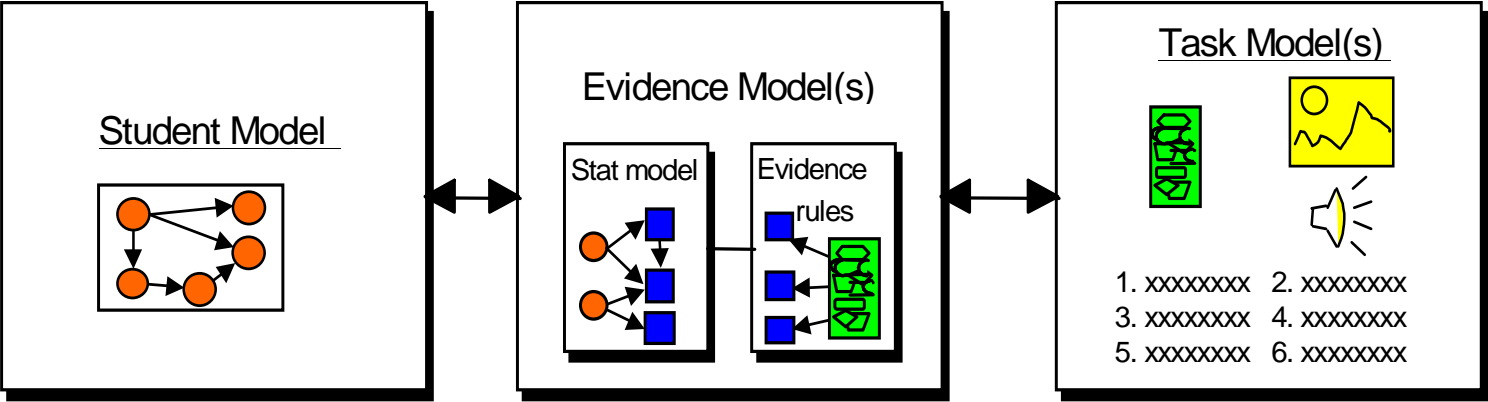 Student Model
Evidence Model(s)
Stat model
Evidence
rules
Task Model(s)
1. xxxxxxxx 2. xxxxxxxx
3. xxxxxxxx 4. xxxxxxxx
5. xxxxxxxx 6. xxxxxxxx